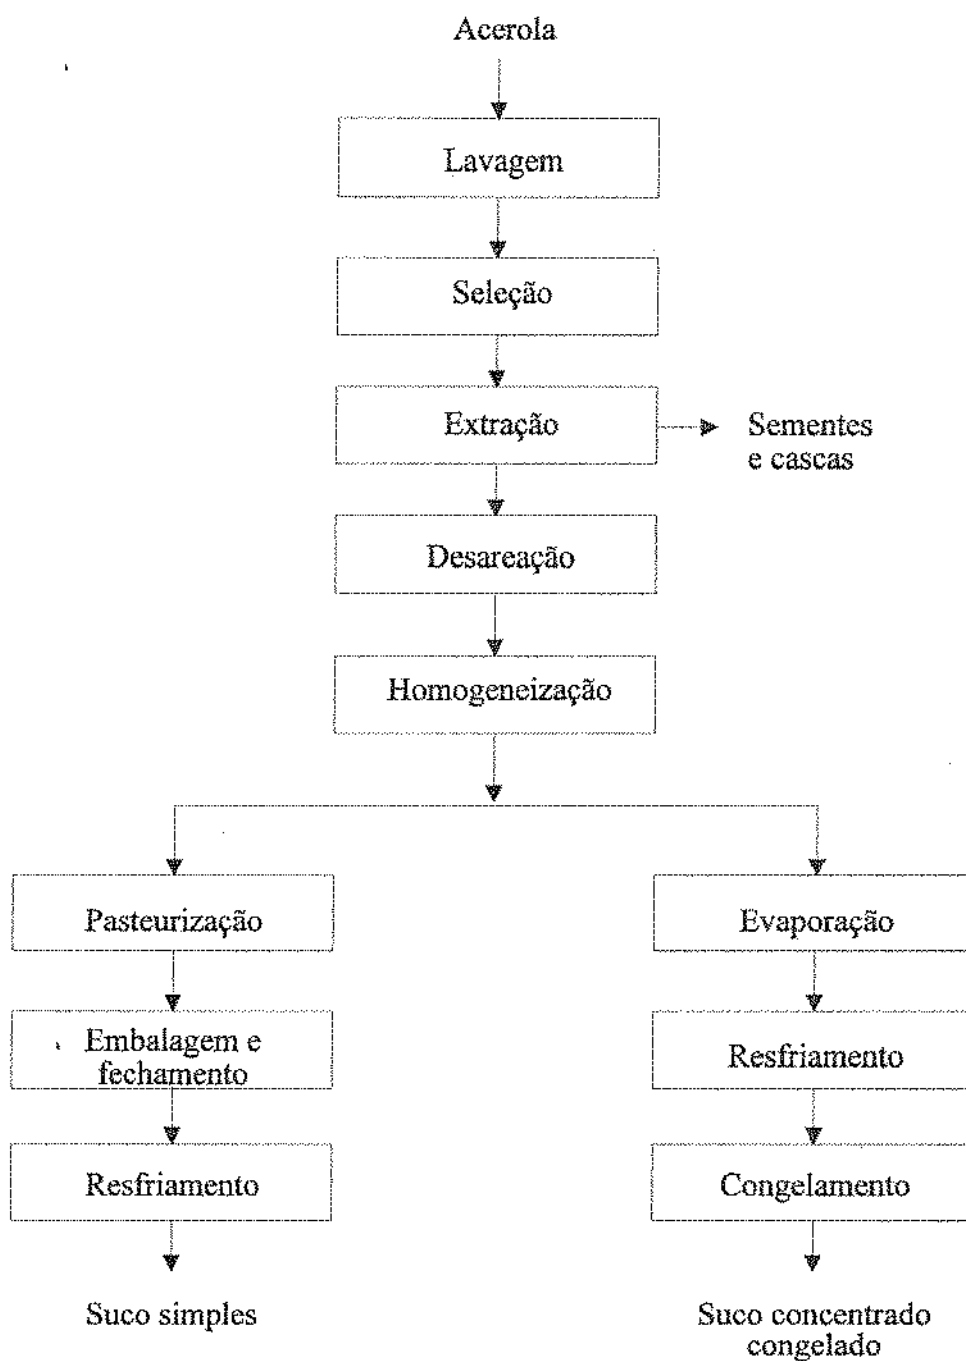 Acerola
Lavagem
Seleção
Extração
Sementes
e cascas
Desareação
Homogeneização
Pasteurização
Evaporação
Embalagem e
fechamento
Resfriamento
Resfriamento
Congelamento
Suco simples
Suco concentrado
congelado